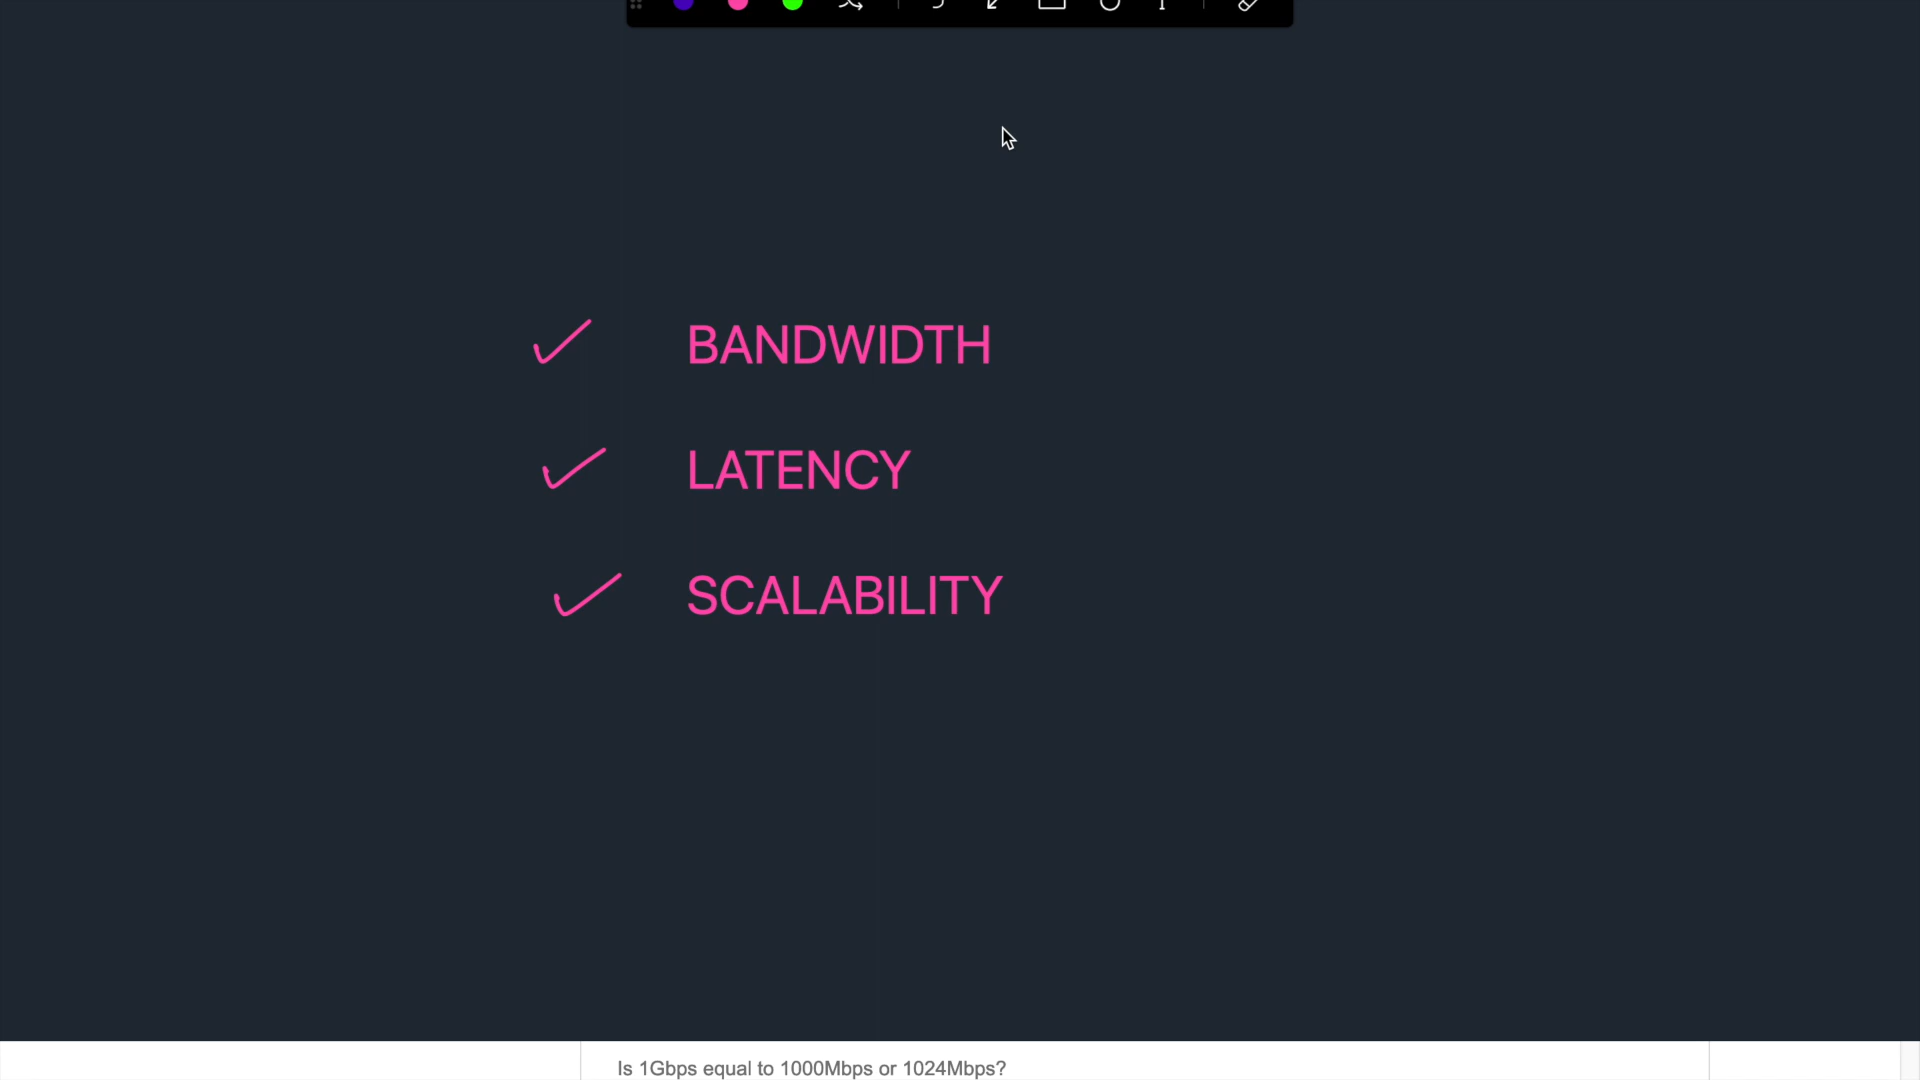 BANDWIDTH
LATENCY
SCALABILITY
Is 1Gbps equal to 1000Mbps or 1024Mbps?